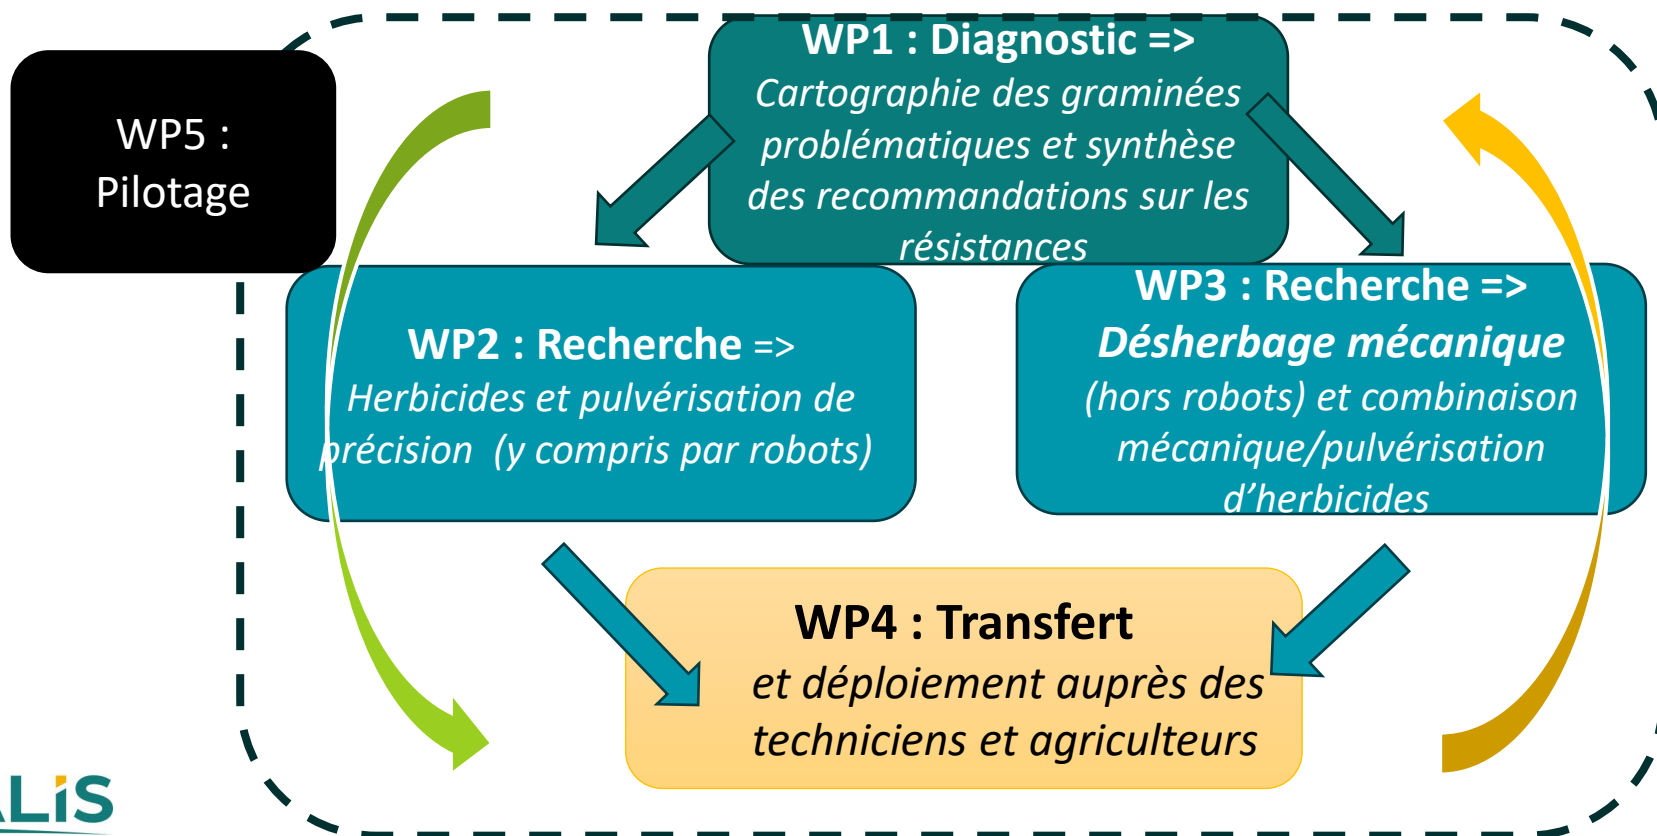 WP1 : Diagnostic =>
Cartographie des graminées
problématiques et synthèse
des recommandations sur les
résistances
WP5 :
Pilotage
WP2 : Recherche =>
Herbicides et pulvérisation de
précision (y compris par robots)
WP3 : Recherche =>
Désherbage mécanique
(hors robots) et combinaison
mécanique/pulvérisation
d’herbicides
WP4 : Transfert
et déploiement auprès des
techniciens et agriculteurs